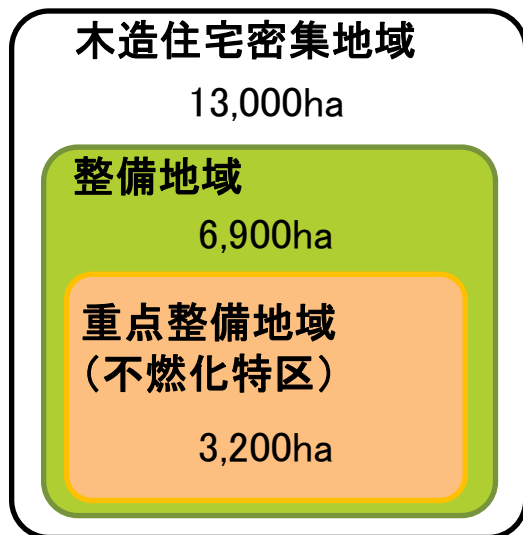 木造住宅密集地域
13,000ha
整備地域
6,900ha
重点整備地域
（不燃化特区）
3,200ha